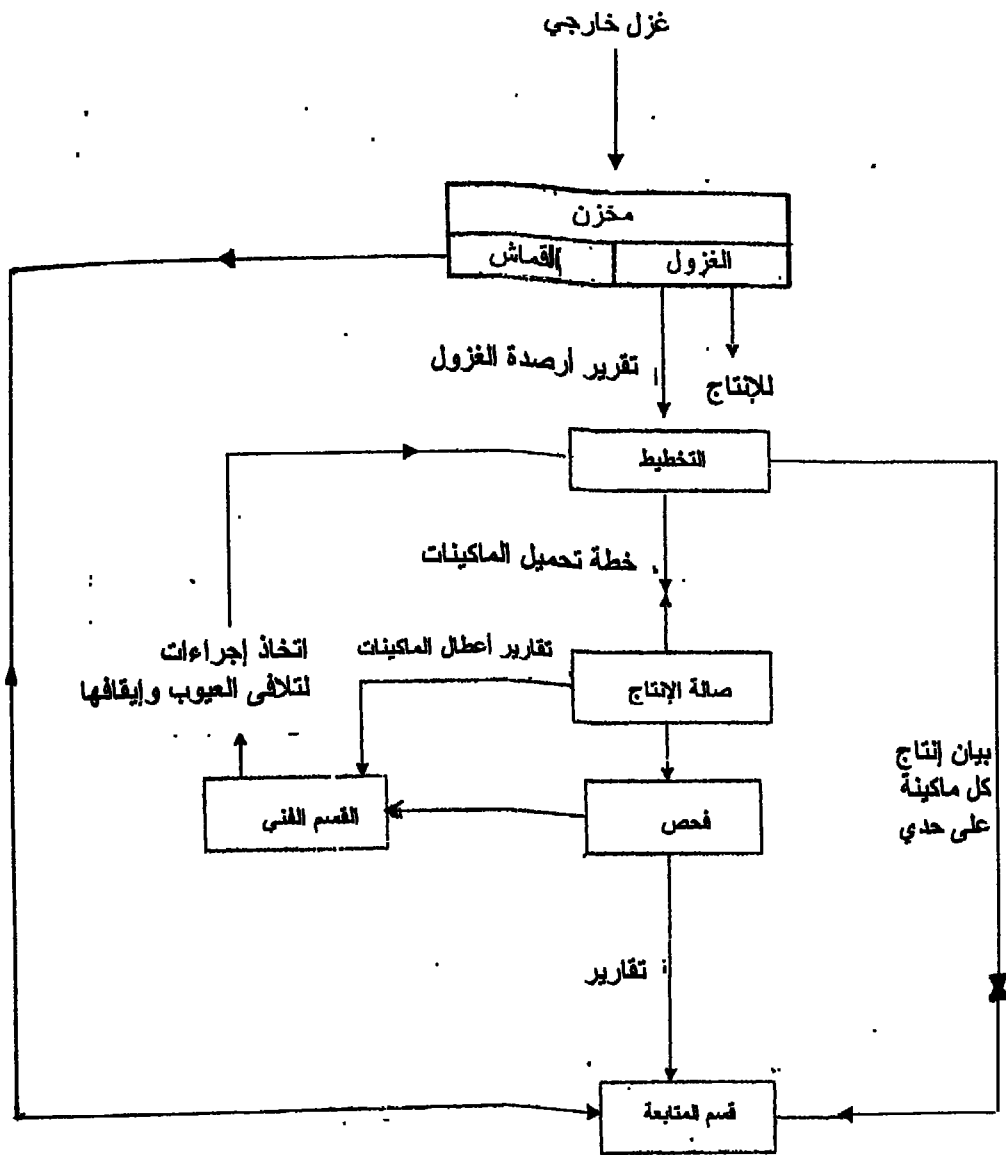 غزل خارجي
مخزن
الغزول
القماش
تقرير أرصدة الغزول
للإنتاج
التخطيط
خطة تحميل الماكينات
اتخاذ إجراءات
لتلافى العيوب وإيقافها
تقارير أعطال الماكينات
صالة الإنتاج
بيان إنتاج
كل ماكينة
على حدي
القسم الفني
فحص
تقارير
قسم المتابعة